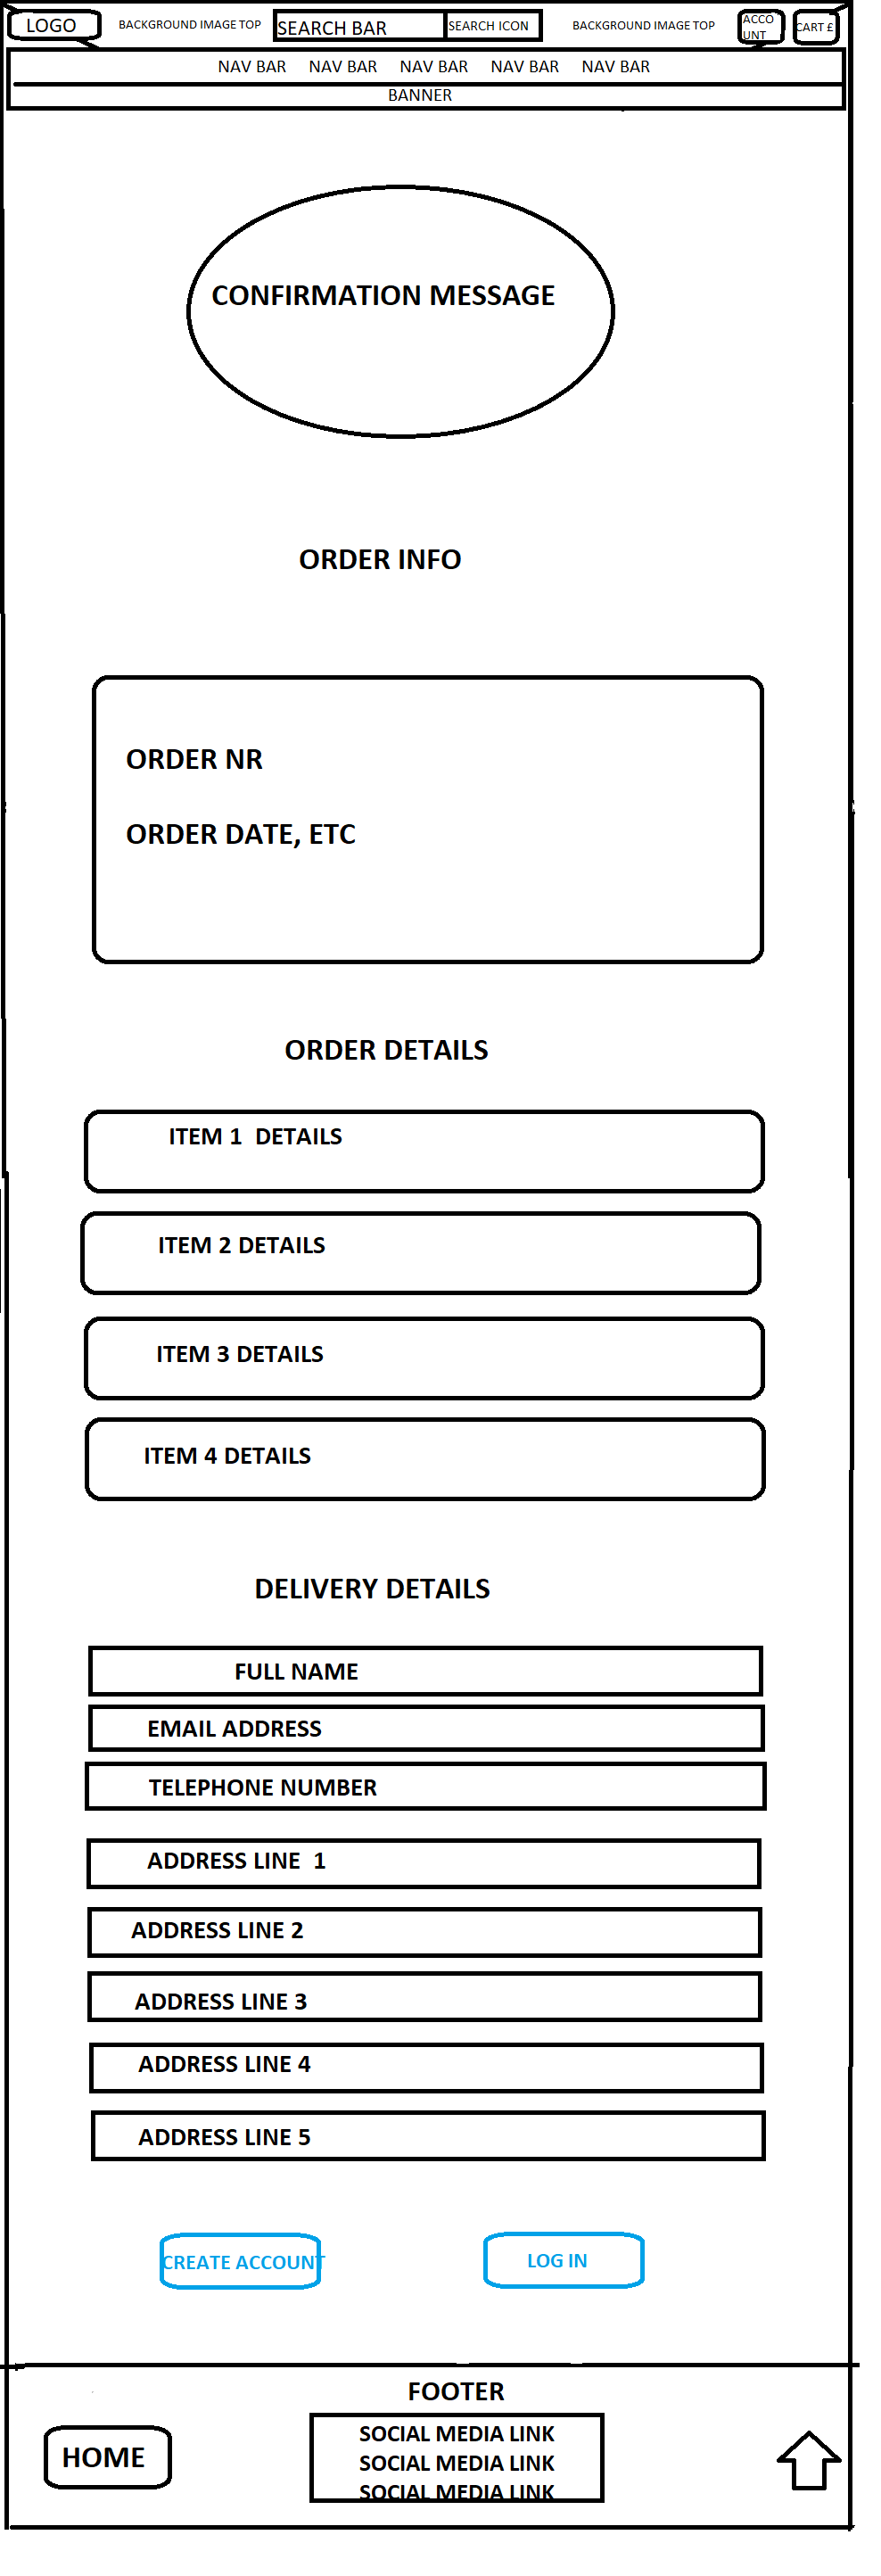 LOGO
BACKGROUND IMAGE TOP
SEARCH BAR
SEARCH ICON
BACKGROUND IMAGE TOP
ACCO
UNT
CART £
NAV BAR NAV BAR NAV BAR NAV BAR NAV BAR
BANNER
CONFIRMATION MESSAGE
ORDER INFO
ORDER NR
ORDER DATE, ETC
ORDER DETAILS
ITEM 1  DETAILS
ITEM 2 DETAILS
ITEM 3 DETAILS
ITEM 4 DETAILS
DELIVERY DETAILS
FULL NAME
EMAIL ADDRESS
TELEPHONE NUMBER
ADDRESS LINE  1
ADDRESS LINE 2
ADDRESS LINE 3
ADDRESS LINE 4
ADDRESS LINE 5
CREATE ACCOUNT
LOG IN
FOOTER
HOME
SOCIAL MEDIA LINK
SOCIAL MEDIA LINK
SOCIAL MEDIA LINK